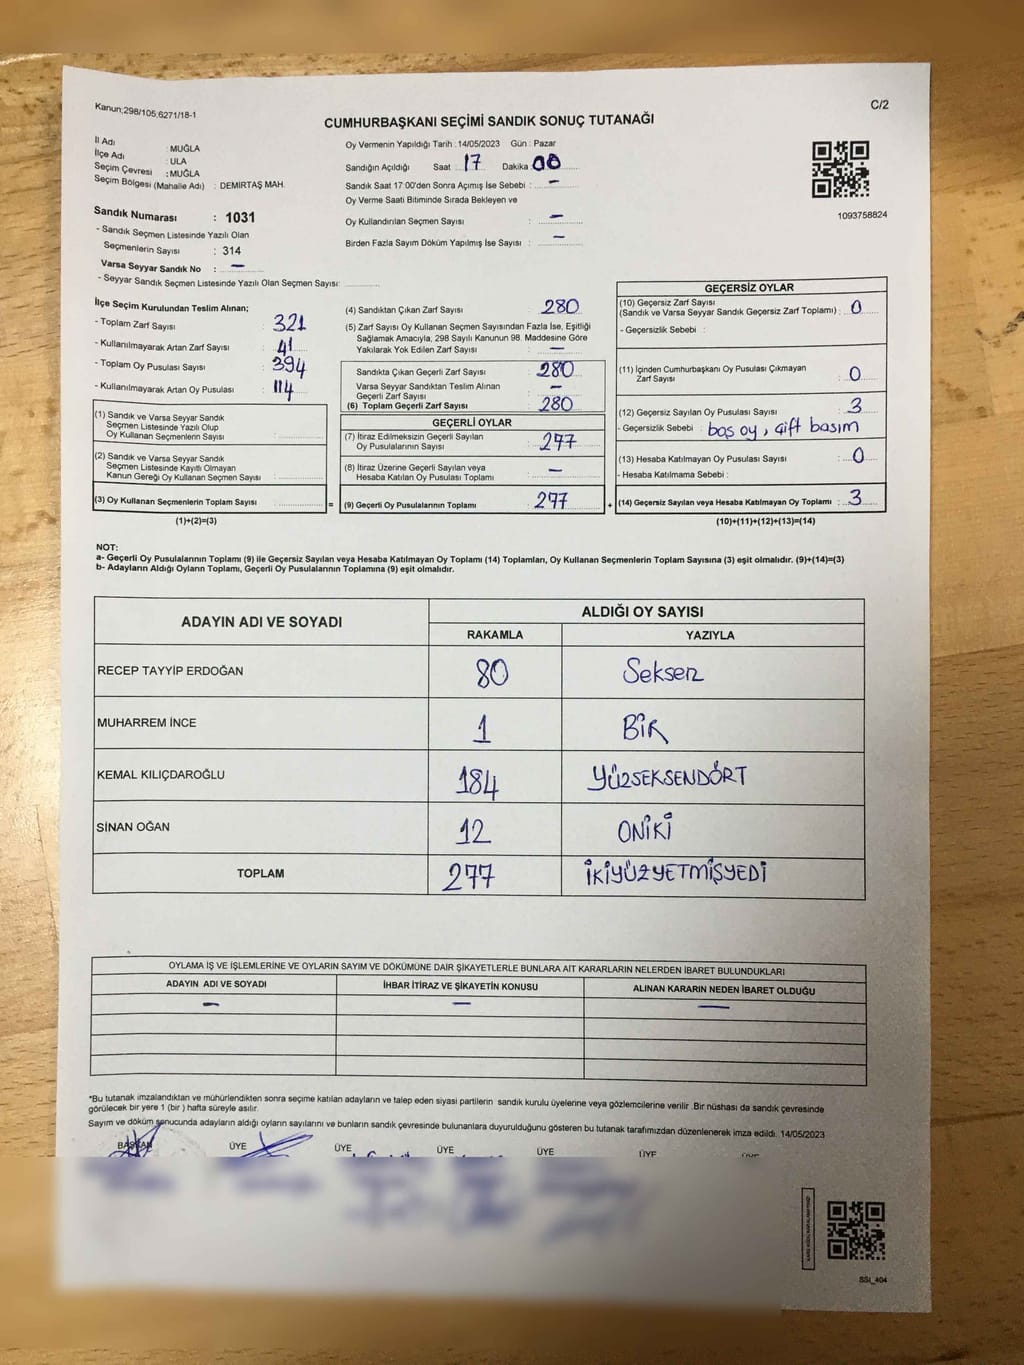 Kanun;298/105,6271/18-1
C/2
CUMHURBAŞKANI SEÇİMİ SANDIK SONUÇ TUTANAĞI
İl Adı : MUĞLA
İlçe Adı : ULA
Seçim Çevresi : MUĞLA
Seçim Bölgesi (Mahalle Adı) : DEMİRTAŞ MAH.
Sandık Numarası : 1031
- Sandık Seçmen Listesinde Yazılı Olan
Seçmenlerin Sayısı : 314
Varsa Seyyar Sandık No : –
- Seyyar Sandık Seçmen Listesinde Yazılı Olan Seçmen Sayısı:
Oy Vermenin Yapıldığı Tarih : 14/05/2023 Gün : Pazar
Sandığın Açıldığı Saat 17 Dakika 00
Sandık Saat 17:00'den Sonra Açımış İse Sebebi : –
Oy Verme Saati Bitiminde Sırada Bekleyen ve
Oy Kullandırılan Seçmen Sayısı : –
Birden Fazla Sayım Döküm Yapılmış İse Sayısı : –
1093758824
İlçe Seçim Kurulundan Teslim Alınan;
- Toplam Zarf Sayısı : 321
- Kullanılmayarak Artan Zarf Sayısı : 41
- Toplam Oy Pusulası Sayısı : 394
- Kullanılmayarak Artan Oy Pusulası : 114
(1) Sandık ve Varsa Seyyar Sandık
Seçmen Listesinde Yazılı Olup
Oy Kullanan Seçmenlerin Sayısı :
(2) Sandık ve Varsa Seyyar Sandık
Seçmen Listesinde Kayıtlı Olmayan
Kanun Gereği Oy Kullanan Seçmen Sayısı :
(3) Oy Kullanan Seçmenlerin Toplam Sayısı :
(1)+(2)=(3)
(4) Sandıktan Çıkan Zarf Sayısı : 280
(5) Zarf Sayısı Oy Kullanan Seçmen Sayısından Fazla İse, Eşitliği
Sağlamak Amacıyla, 298 Sayılı Kanunun 98. Maddesine Göre
Yakılarak Yok Edilen Zarf Sayısı : –
Sandıkta Çıkan Geçerli Zarf Sayısı : 280
Varsa Seyyar Sandıktan Teslim Alınan
Geçerli Zarf Sayısı : –
(6) Toplam Geçerli Zarf Sayısı : 280
GEÇERLİ OYLAR
(7) İtiraz Edilmeksizin Geçerli Sayılan
Oy Pusulalarının Sayısı : 277
(8) İtiraz Üzerine Geçerli Sayılan veya
Hesaba Katılan Oy Pusulası Toplamı : –
= (9) Geçerli Oy Pusulalarının Toplamı : 277
GEÇERSİZ OYLAR
(10) Geçersiz Zarf Sayısı
(Sandık ve Varsa Seyyar Sandık Geçersiz Zarf Toplamı) : 0
- Geçersizlik Sebebi :
(11) İçinden Cumhurbaşkanı Oy Pusulası Çıkmayan
Zarf Sayısı : 0
(12) Geçersiz Sayılan Oy Pusulası Sayısı : 3
- Geçersizlik Sebebi : boş oy, çift basım
(13) Hesaba Katılmayan Oy Pusulası Sayısı : 0
- Hesaba Katılmama Sebebi :
+ (14) Geçersiz Sayılan veya Hesaba Katılmayan Oy Toplamı : 3
(10)+(11)+(12)+(13)=(14)
NOT:
a- Geçerli Oy Pusulalarının Toplamı (9) ile Geçersiz Sayılan veya Hesaba Katılmayan Oy Toplamı (14) Toplamları, Oy Kullanan Seçmenlerin Toplam Sayısına (3) eşit olmalıdır. (9)+(14)=(3)
b- Adayların Aldığı Oyların Toplamı, Geçerli Oy Pusulalarının Toplamına (9) eşit olmalıdır.
ADAYIN ADI VE SOYADI
ALDIĞI OY SAYISI
RAKAMLA YAZIYLA
RECEP TAYYİP ERDOĞAN 80 Seksen
MUHARREM İNCE 1 BİR
KEMAL KILIÇDAROĞLU 184 YÜZSEKSENDÖRT
SİNAN OĞAN 12 ONİKİ
TOPLAM 277 İKİYÜZYETMİŞYEDİ
OYLAMA İŞ VE İŞLEMLERİNE VE OYLARIN SAYIM VE DÖKÜMÜNE DAİR ŞİKAYETLERLE BUNLARA AİT KARARLARIN NELERDEN İBARET BULUNDUKLARI
ADAYIN ADI VE SOYADI İHBAR İTİRAZ VE ŞİKAYETİN KONUSU ALINAN KARARIN NEDEN İBARET OLDUĞU
– – –
*Bu tutanak imzalandıktan ve mühürlendikten sonra seçime katılan adayların ve talep eden siyasi partilerin sandık kurulu üyelerine veya gözlemcilerine verilir .Bir nüshası da sandık çevresinde
görülecek bir yere 1 (bir ) hafta süreyle asılır.
Sayım ve döküm sonucunda adayların aldığı oyların sayılarını ve bunların sandık çevresinde bulunanlara duyurulduğunu gösteren bu tutanak tarafımızdan düzenlenerek imza edildi. 14/05/2023
BAŞKAN ÜYE ÜYE ÜYE ÜYE ÜYE
SSİ_404